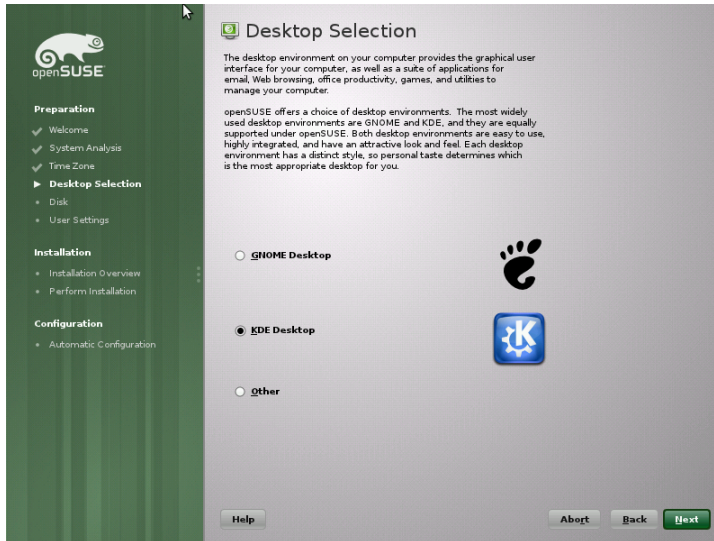 openSUSE
Preparation
Welcome
System Analysis
Time Zone
Desktop Selection
Disk
User Settings
Installation
Installation Overview
Perform Installation
Configuration
Automatic Configuration
Desktop Selection
The desktop environment on your computer provides the graphical user
interface for your computer, as well as a suite of applications for
email, Web browsing, office productivity, games, and utilities to
manage your computer.
openSUSE offers a choice of desktop environments. The most widely
used desktop environments are GNOME and KDE, and they are equally
supported under openSUSE. Both desktop environments are easy to use,
highly integrated, and have an attractive look and feel. Each desktop
environment has a distinct style, so personal taste determines which
is the most appropriate desktop for you.
GNOME Desktop
KDE Desktop
K
Other
Help
Abort
Back
Next